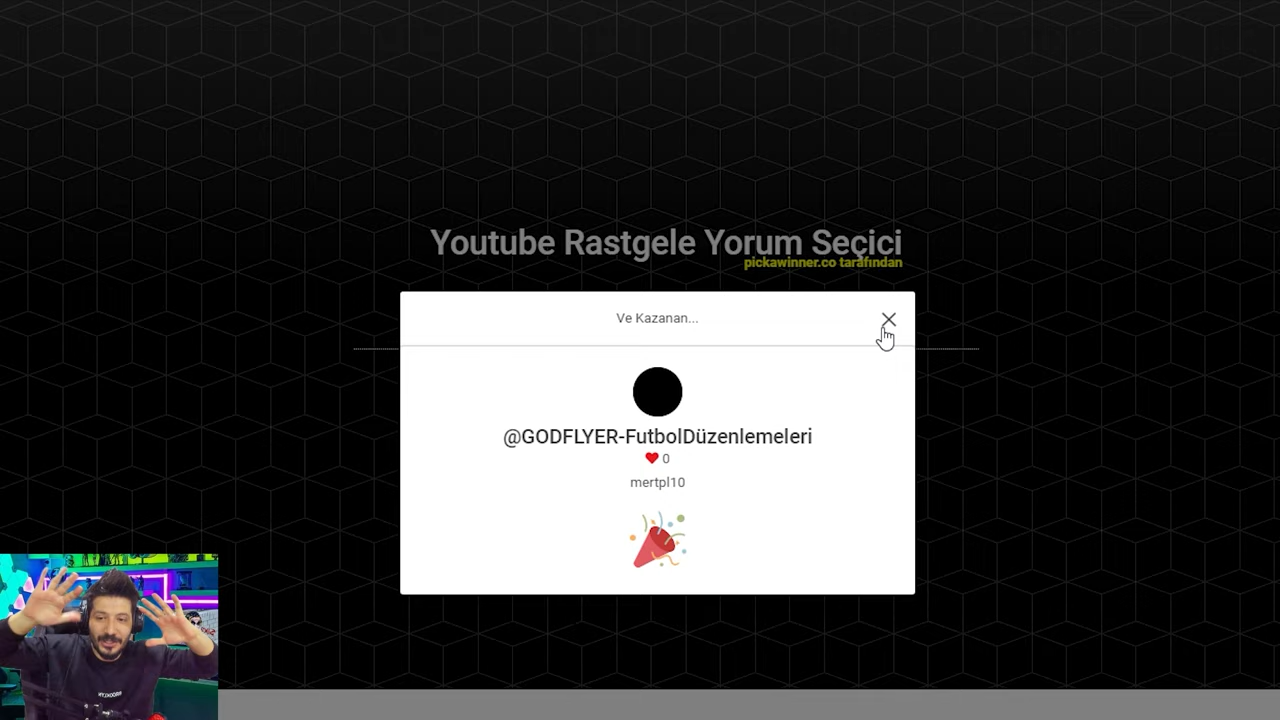 Youtube Rastgele Yorum Seçici
pickawinner.co tarafından
Ve Kazanan...
@GODFLYER-FutbolDüzenlemeleri
0
mertpl10